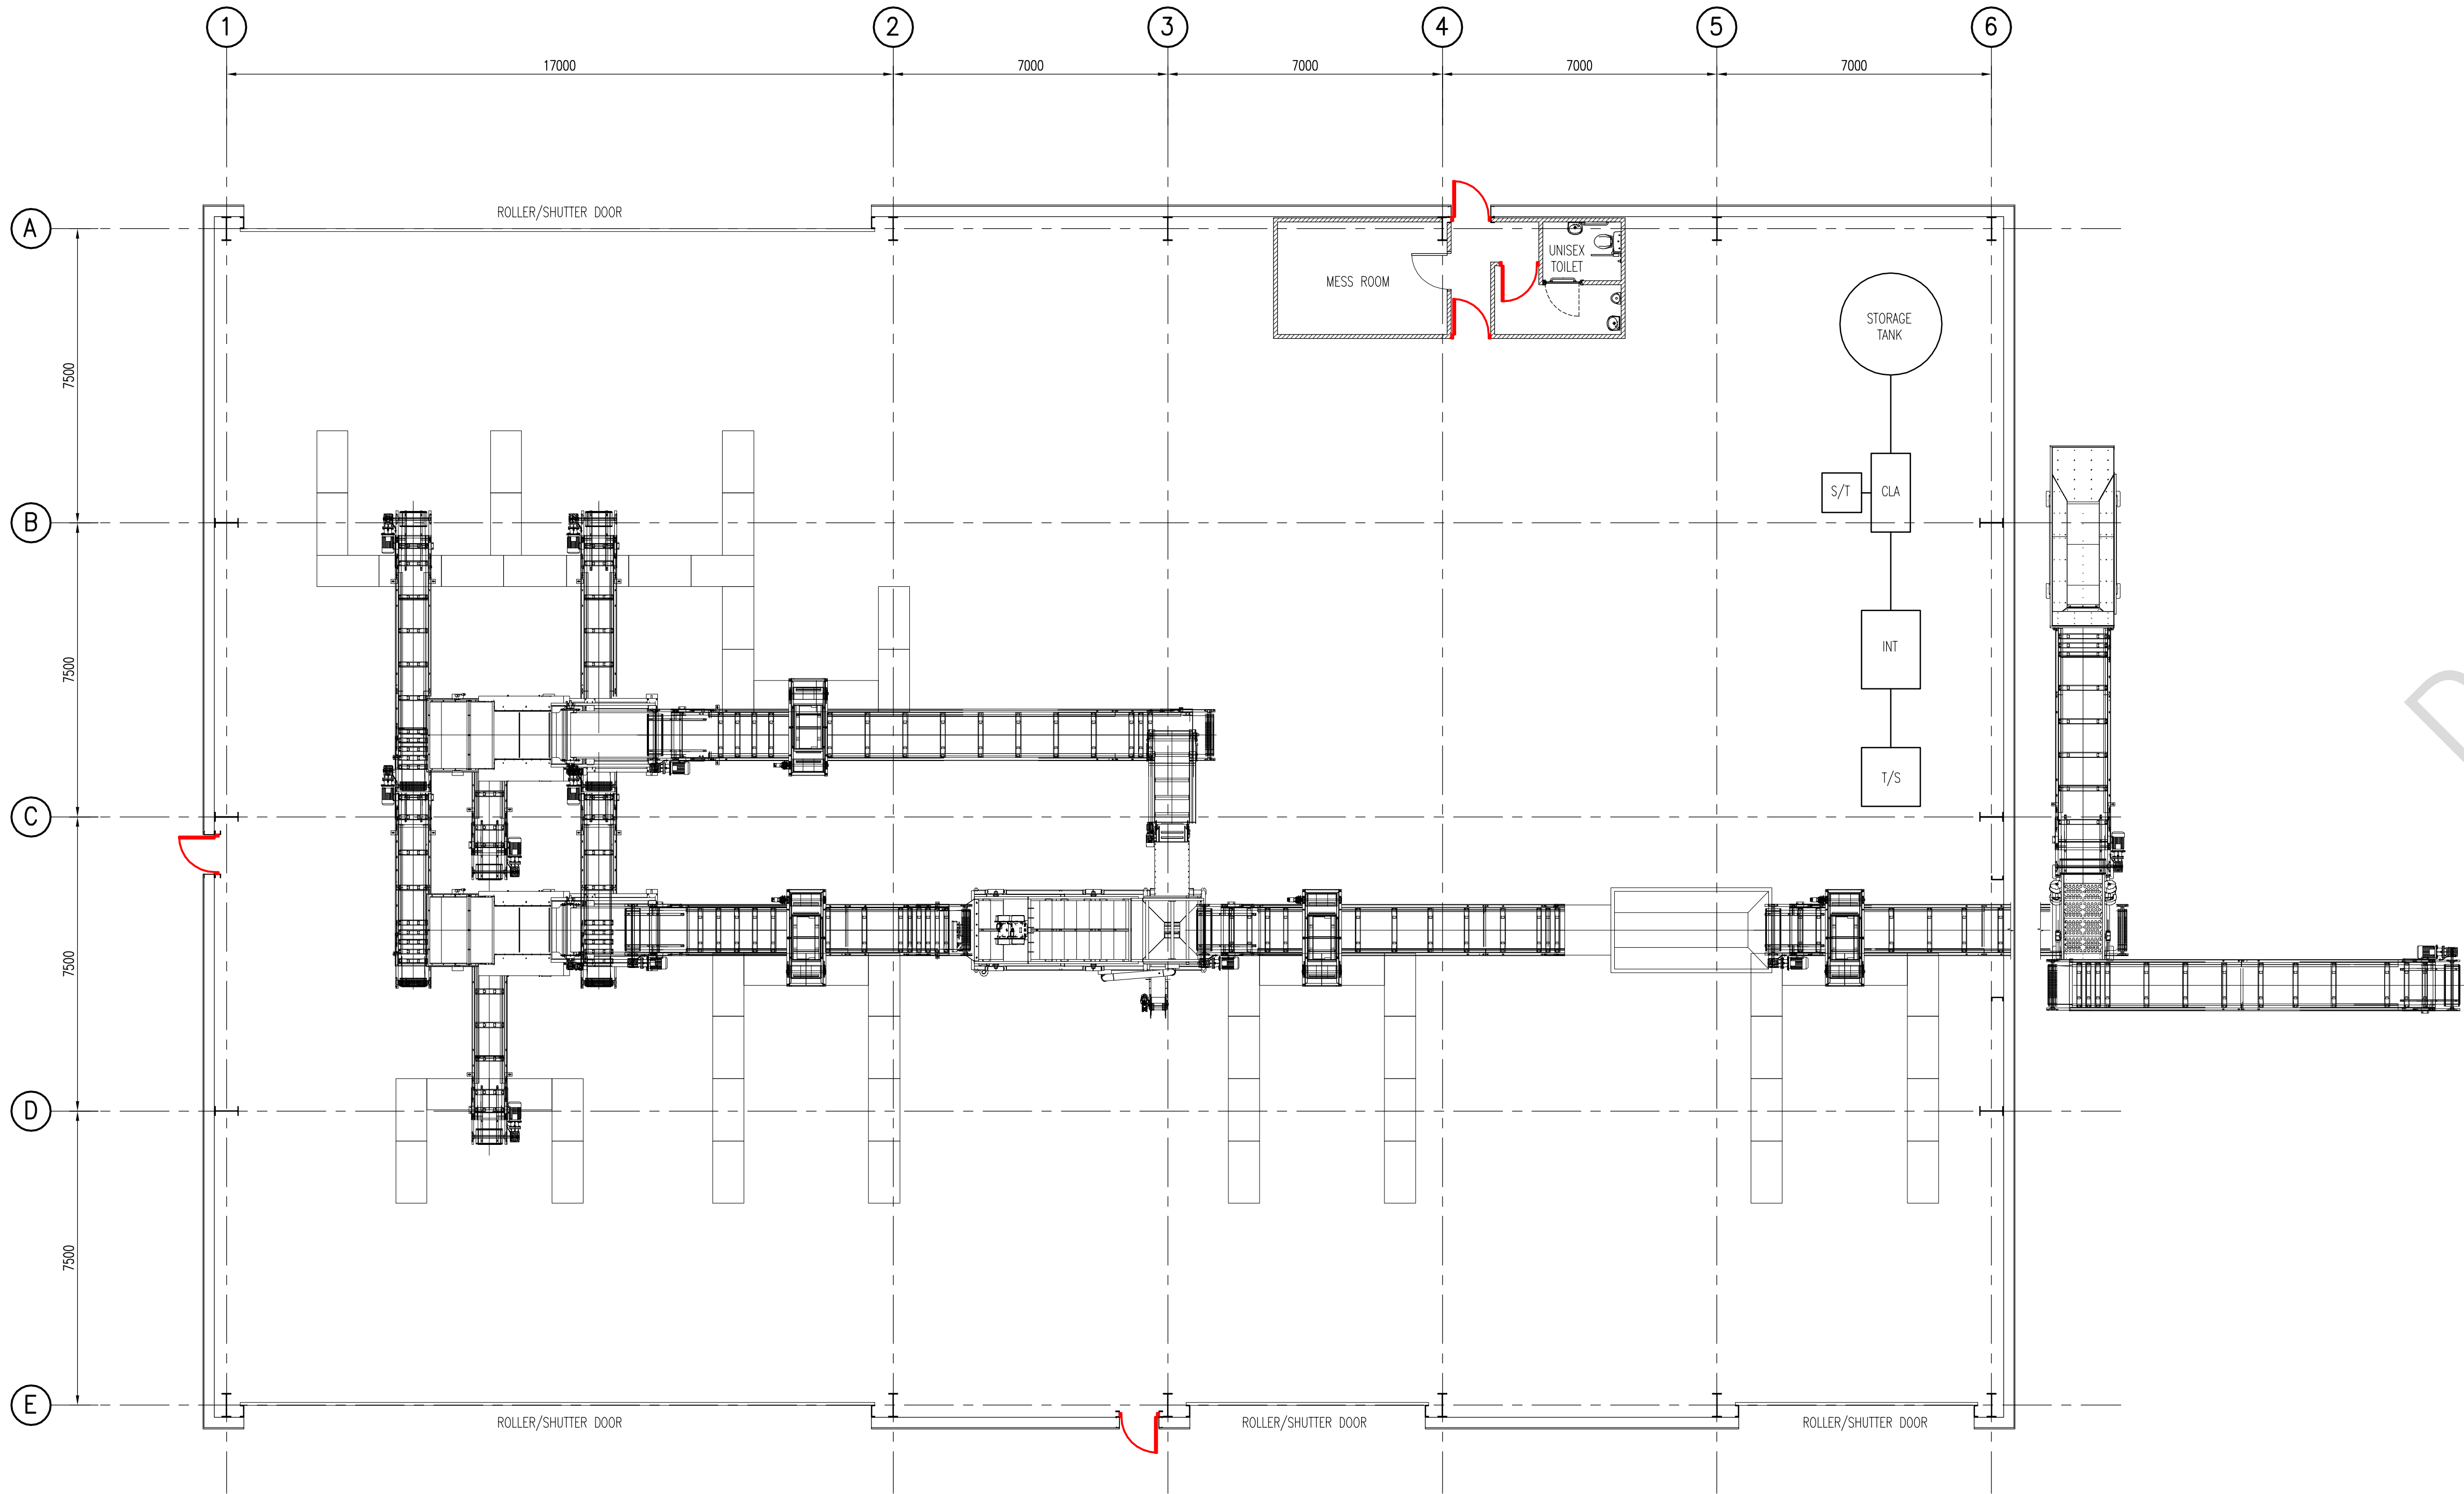 1 2 3 4 5 6
17000 7000 7000 7000 7000
ROLLER/SHUTTER DOOR
A
UNISEX
TOILET
MESS ROOM
STORAGE
TANK
7500
S/T CLA
B
INT
7500
T/S
C
7500
D
7500
E
ROLLER/SHUTTER DOOR ROLLER/SHUTTER DOOR ROLLER/SHUTTER DOOR